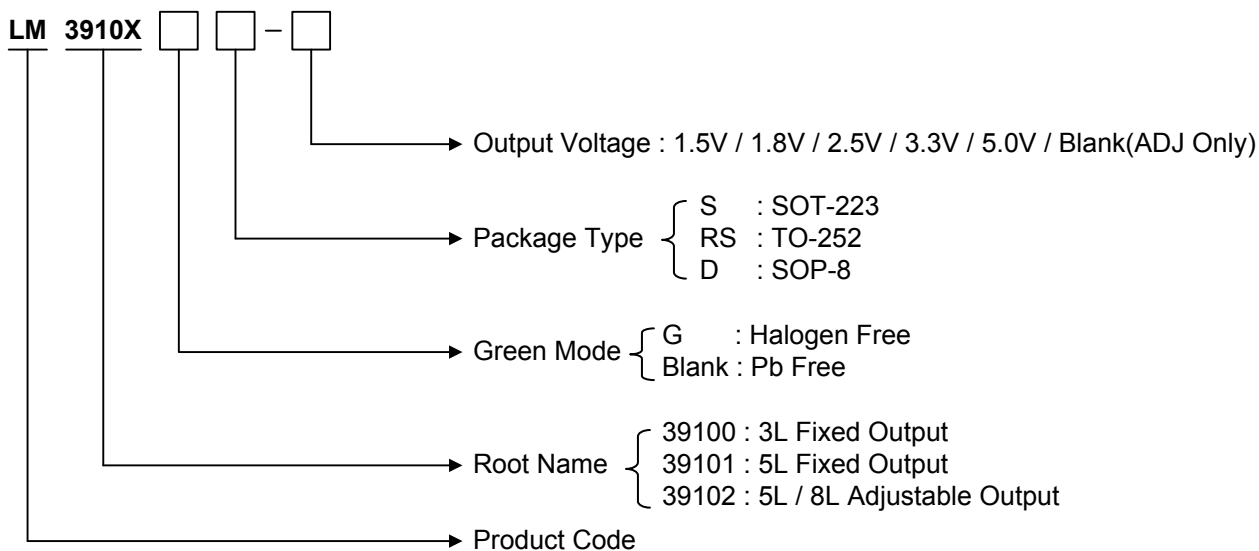 LM 3910X –
Output Voltage : 1.5V / 1.8V / 2.5V / 3.3V / 5.0V / Blank(ADJ Only)
Package Type
S : SOT-223
RS : TO-252
D : SOP-8
Green Mode
G : Halogen Free
Blank : Pb Free
Root Name
39100 : 3L Fixed Output
39101 : 5L Fixed Output
39102 : 5L / 8L Adjustable Output
Product Code